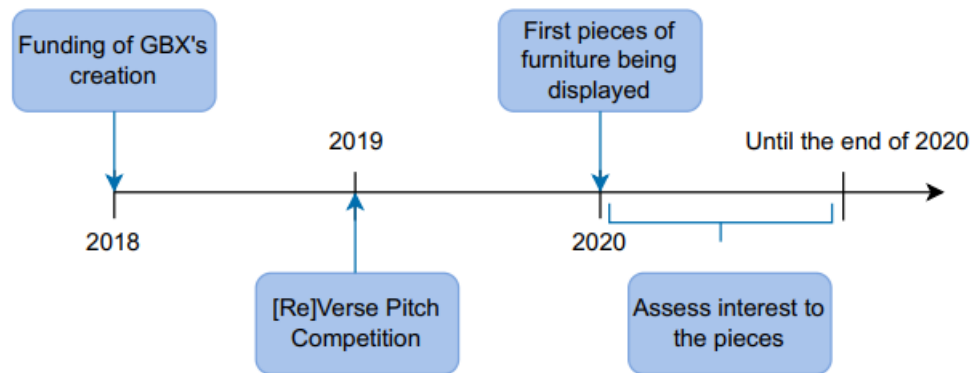 Funding of GBX's
creation
First pieces of
furniture being
displayed
2019
Until the end of 2020
2018
2020
[Re]Verse Pitch
Competition
Assess interest to
the pieces